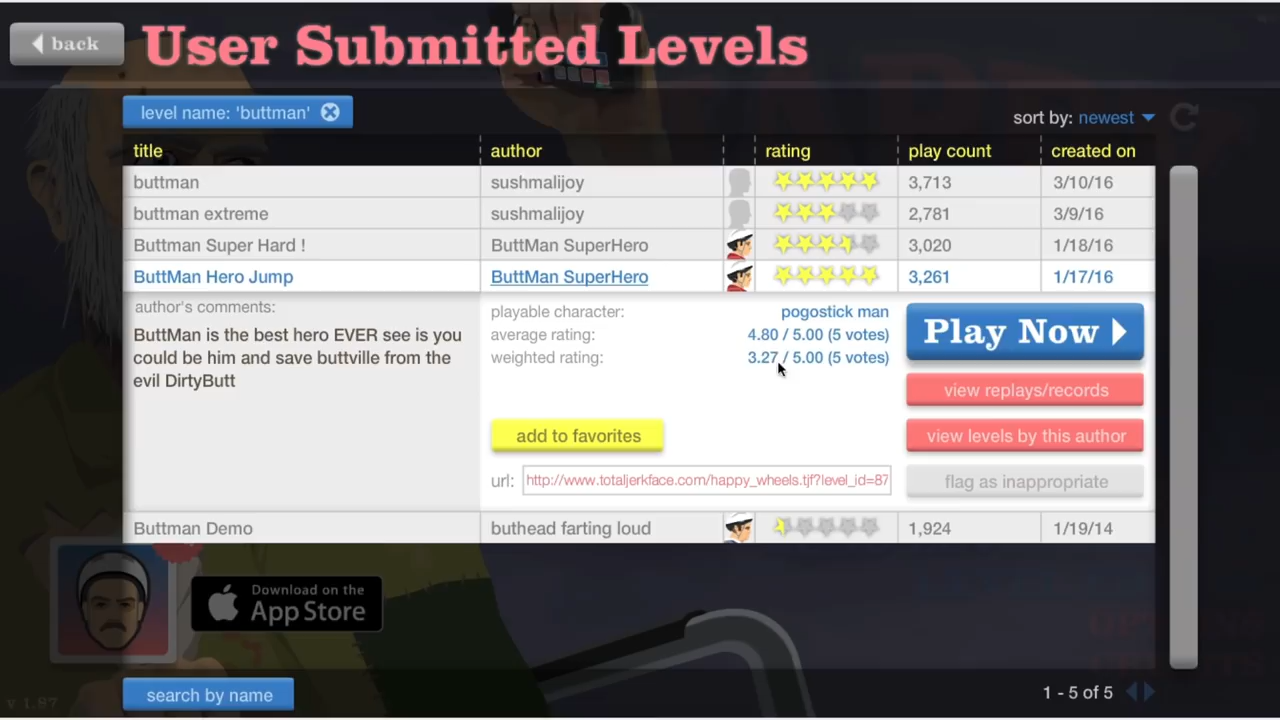 back
User Submitted Levels
level name: 'buttman'
sort by: newest
title author rating play count created on
buttman sushmalijoy 3,713 3/10/16
buttman extreme sushmalijoy 2,781 3/9/16
Buttman Super Hard ! ButtMan SuperHero 3,020 1/18/16
ButtMan Hero Jump ButtMan SuperHero 3,261 1/17/16
author's comments:
ButtMan is the best hero EVER see is you
could be him and save buttville from the
evil DirtyButt
playable character: pogostick man
average rating: 4.80 / 5.00 (5 votes)
weighted rating: 3.27 / 5.00 (5 votes)
add to favorites
url: http://www.totaljerkface.com/happy_wheels.tjf?level_id=87
Play Now
view replays/records
view levels by this author
flag as inappropriate
Buttman Demo buthead farting loud 1,924 1/19/14
Download on the
App Store
v 1.87
search by name
1 - 5 of 5